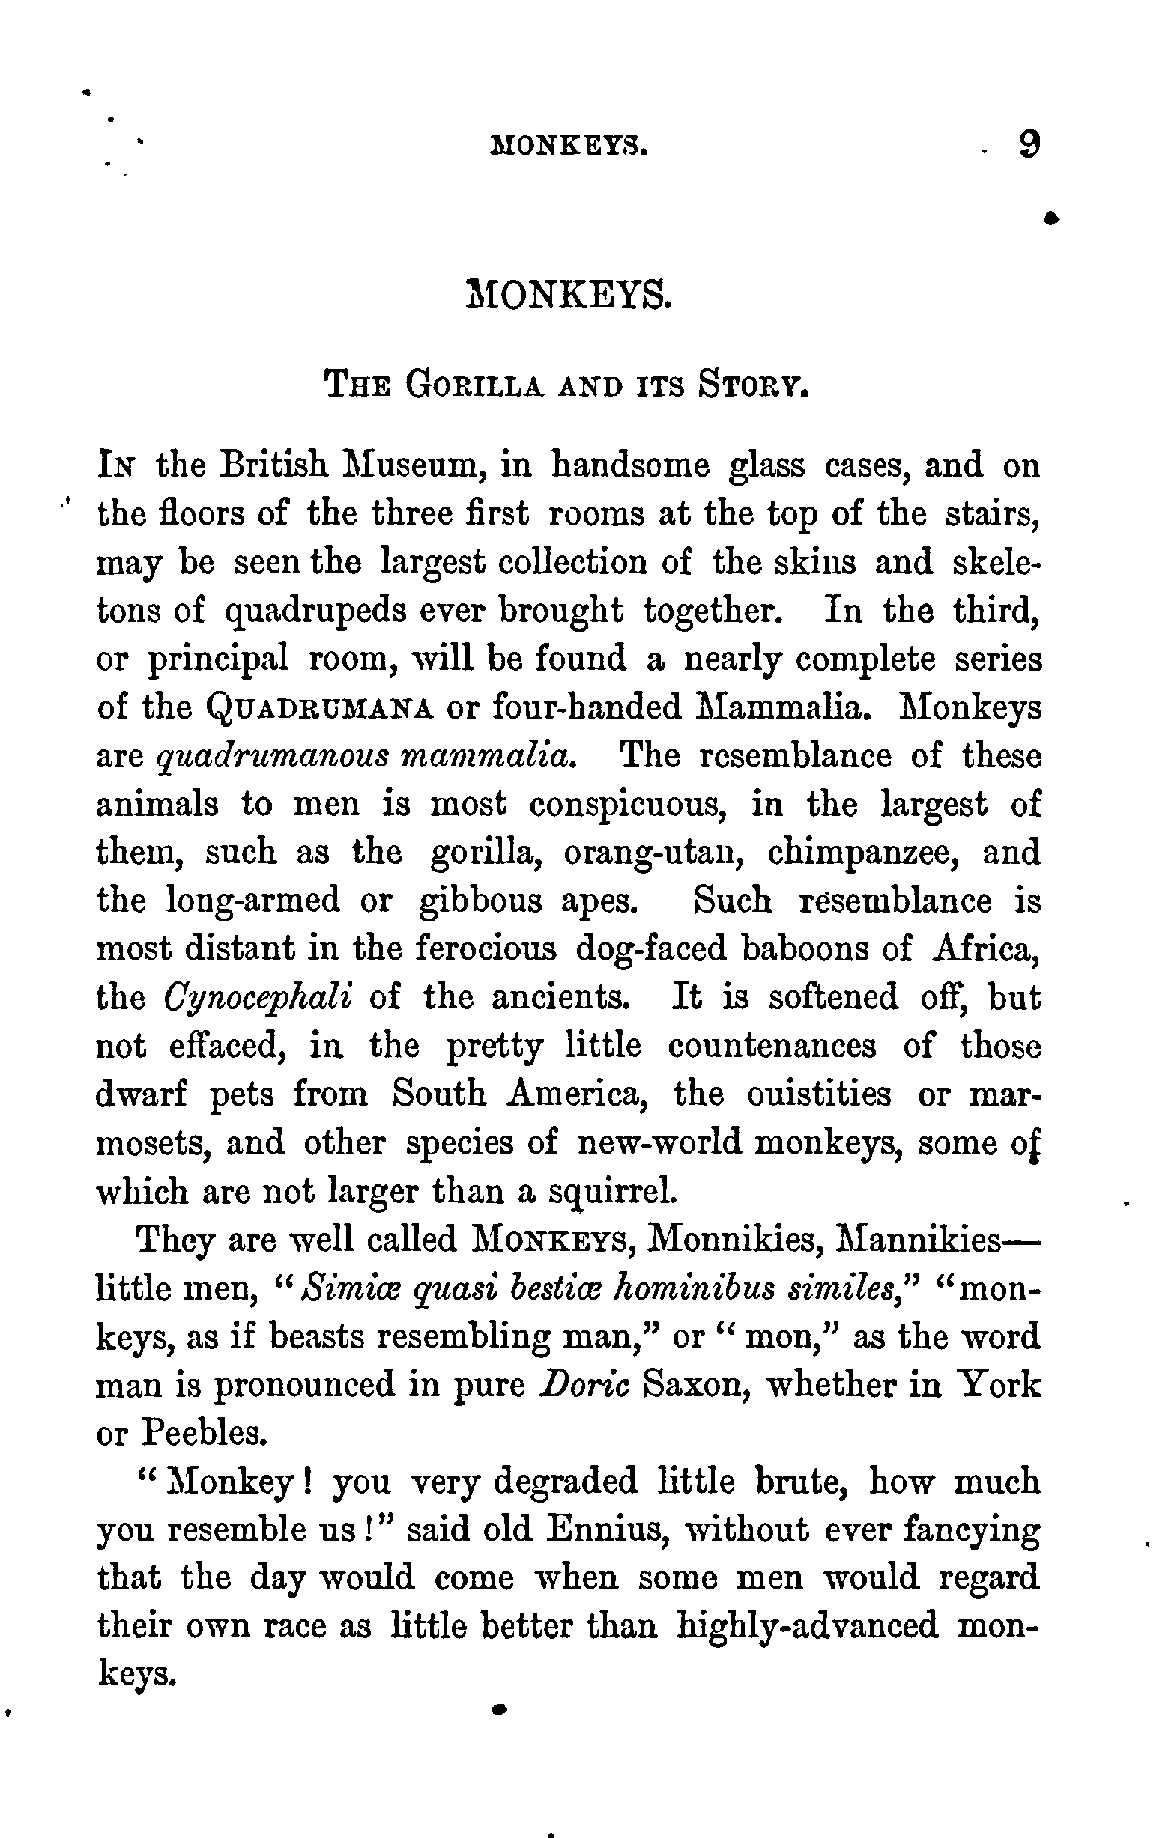 MONKEYS. 9
MONKEYS.
THE GORILLA AND ITS STORY.
IN the British Museum, in handsome glass cases, and on
the floors of the three first rooms at the top of the stairs,
may be seen the largest collection of the skins and skele-
tons of quadrupeds ever brought together. In the third,
or principal room, will be found a nearly complete series
of the QUADRUMANA or four-handed Mammalia. Monkeys
are quadrumanous mammalia. The resemblance of these
animals to men is most conspicuous, in the largest of
them, such as the gorilla, orang-utan, chimpanzee, and
the long-armed or gibbous apes. Such resemblance is
most distant in the ferocious dog-faced baboons of Africa,
the Cynocephali of the ancients. It is softened off, but
not effaced, in the pretty little countenances of those
dwarf pets from South America, the ouistities or mar-
mosets, and other species of new-world monkeys, some of
which are not larger than a squirrel.
They are well called MONKEYS, Monnikies, Mannikies—
little men, "Simiæ quasi bestiæ hominibus similes," "mon-
keys, as if beasts resembling man," or "mon," as the word
man is pronounced in pure Doric Saxon, whether in York
or Peebles.
"Monkey! you very degraded little brute, how much
you resemble us!" said old Ennius, without ever fancying
that the day would come when some men would regard
their own race as little better than highly-advanced mon-
keys.